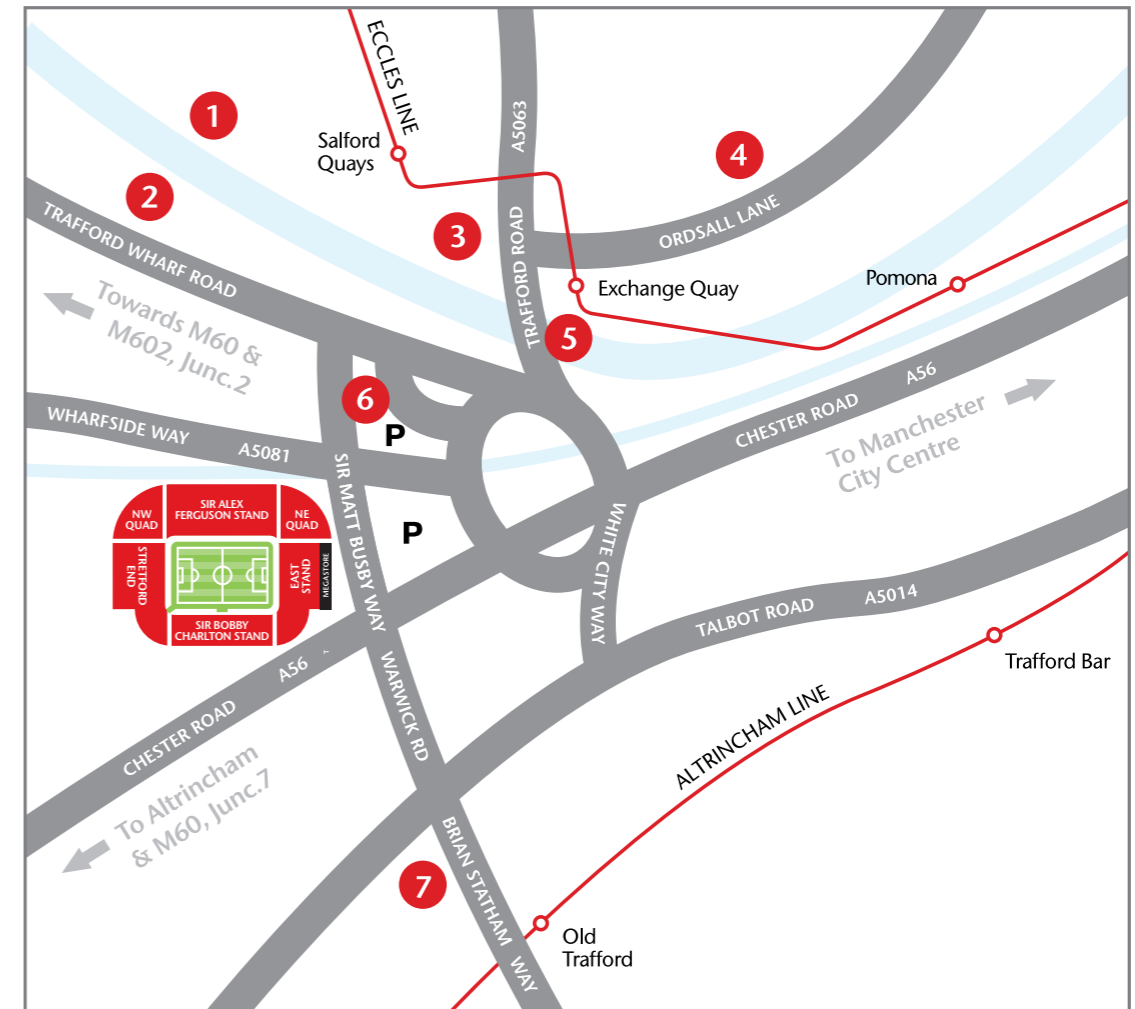 ECCLES LINE
1
A5063
Salford
Quays
4
2
ORDSALL LANE
TRAFFORD WHARF ROAD
3
TRAFFORD ROAD
Pomona
Exchange Quay
Towards M60 &
M602, Junc.2
5
A56
CHESTER ROAD
6
To Manchester
City Centre
WHARFSIDE WAY
A5081
P
SIR MATT BUSBY WAY
NW
QUAD
SIR ALEX
FERGUSON STAND
NE
QUAD
P
WHITE CITY WAY
STRETFORD
END
EAST
STAND
MEGASTORE
SIR BOBBY
CHARLTON STAND
TALBOT ROAD
A5014
A56
WARWICK RD
Trafford Bar
CHESTER ROAD
ALTRINCHAM LINE
To Altrincham
& M60, Junc.7
7
BRIAN STATHAM WAY
Old
Trafford